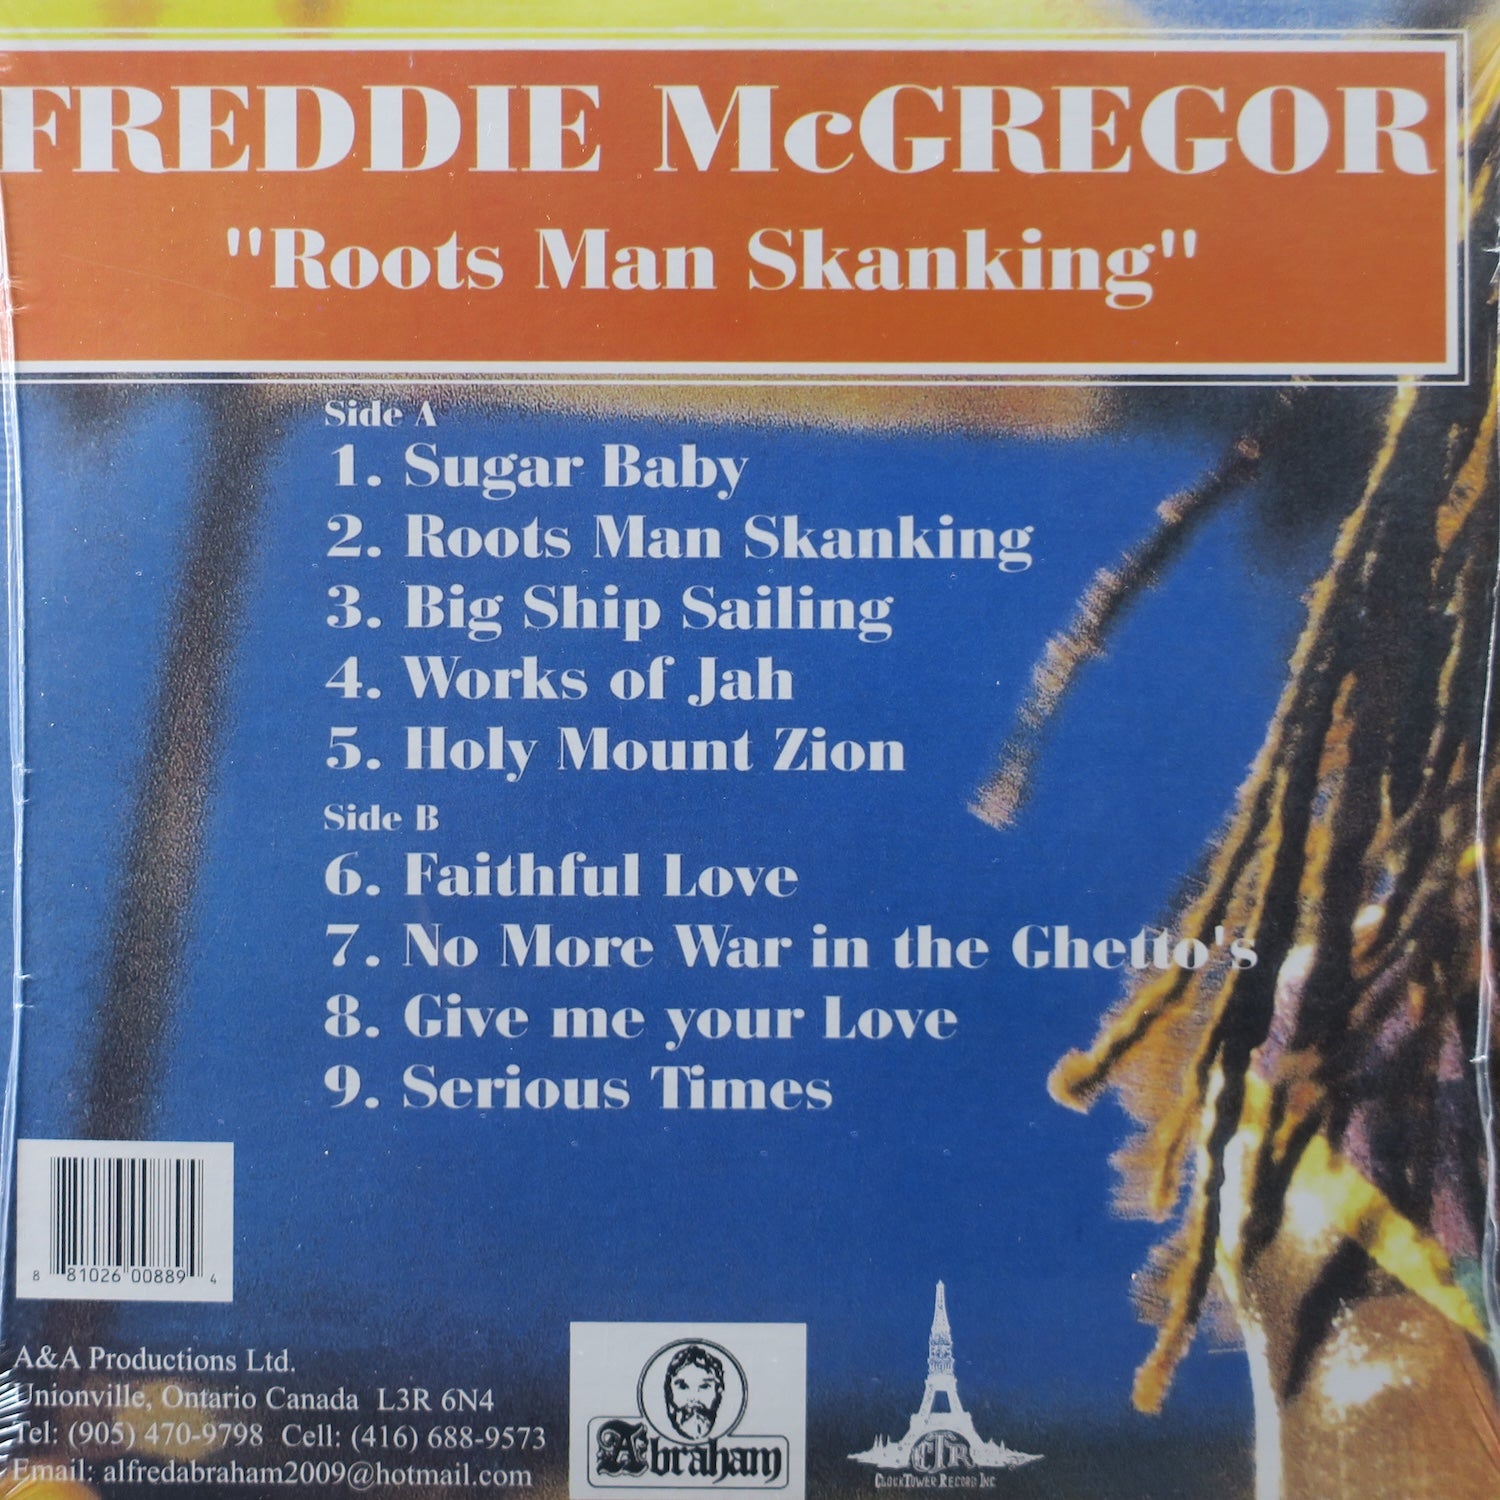 FREDDIE McGREGOR
"Roots Man Skanking"
Side A
1. Sugar Baby
2. Roots Man Skanking
3. Big Ship Sailing
4. Works of Jah
5. Holy Mount Zion
Side B
6. Faithful Love
7. No More War in the Ghetto's
8. Give me your Love
9. Serious Times
8 81026 00889 4
A&A Productions Ltd.
Unionville, Ontario Canada L3R 6N4
Tel: (905) 470-9798 Cell: (416) 688-9573
Email: alfredabraham2009@hotmail.com
Abraham
CTR
CLOCKTOWER RECORD INC